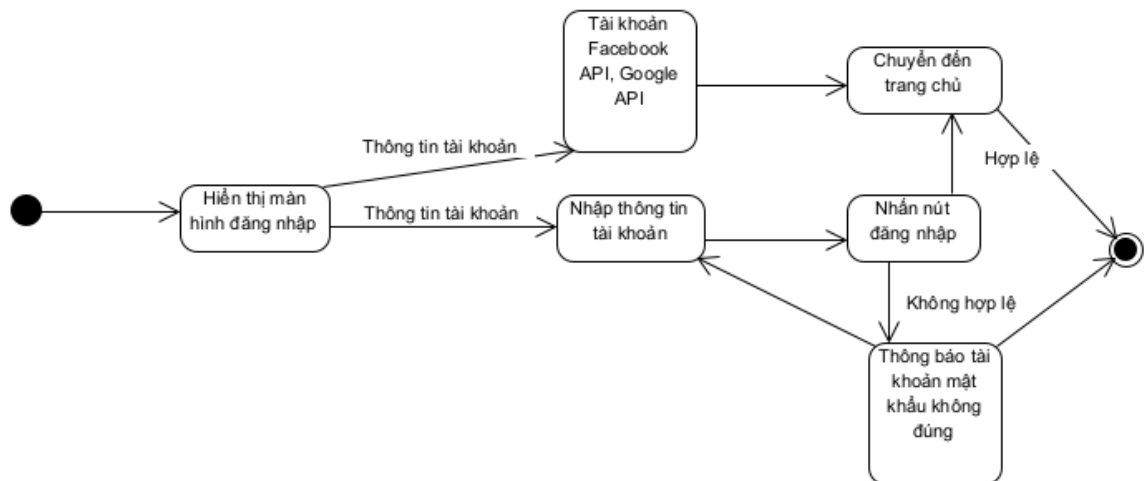 Tài khoản
Facebook
API, Google
API
Chuyển đến
trang chủ
Thông tin tài khoản
Hợp lệ
Hiển thị màn
hình đăng nhập
Thông tin tài khoản
Nhập thông tin
tài khoản
Nhấn nút
đăng nhập
Không hợp lệ
Thông báo tài
khoản mật
khẩu không
đúng